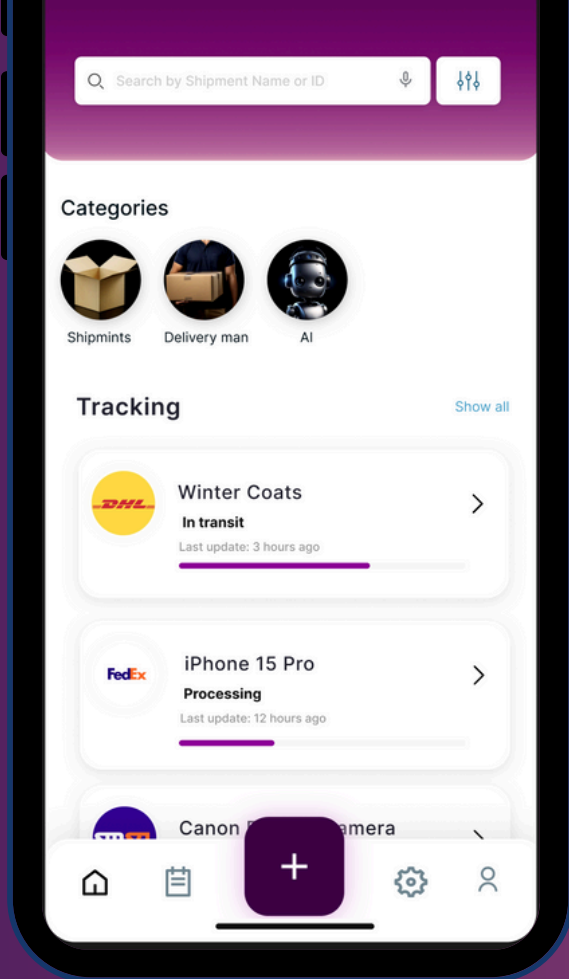 Search by Shipment Name or ID
Categories
Shipmints
Delivery man
AI
Tracking
Show all
DHL
Winter Coats
In transit
Last update: 3 hours ago
FedEx
iPhone 15 Pro
Processing
Last update: 12 hours ago
Canon